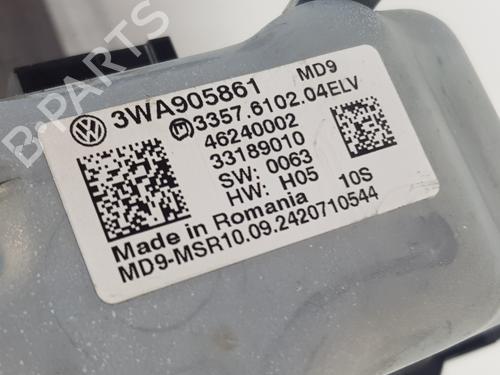 3WA905861 MD9
3357.6102.04ELV
46240002
33189010
SW: 0063
HW: H05 10S
Made in Romania
MD9-MSR10.09.2420710544
B-PARTS